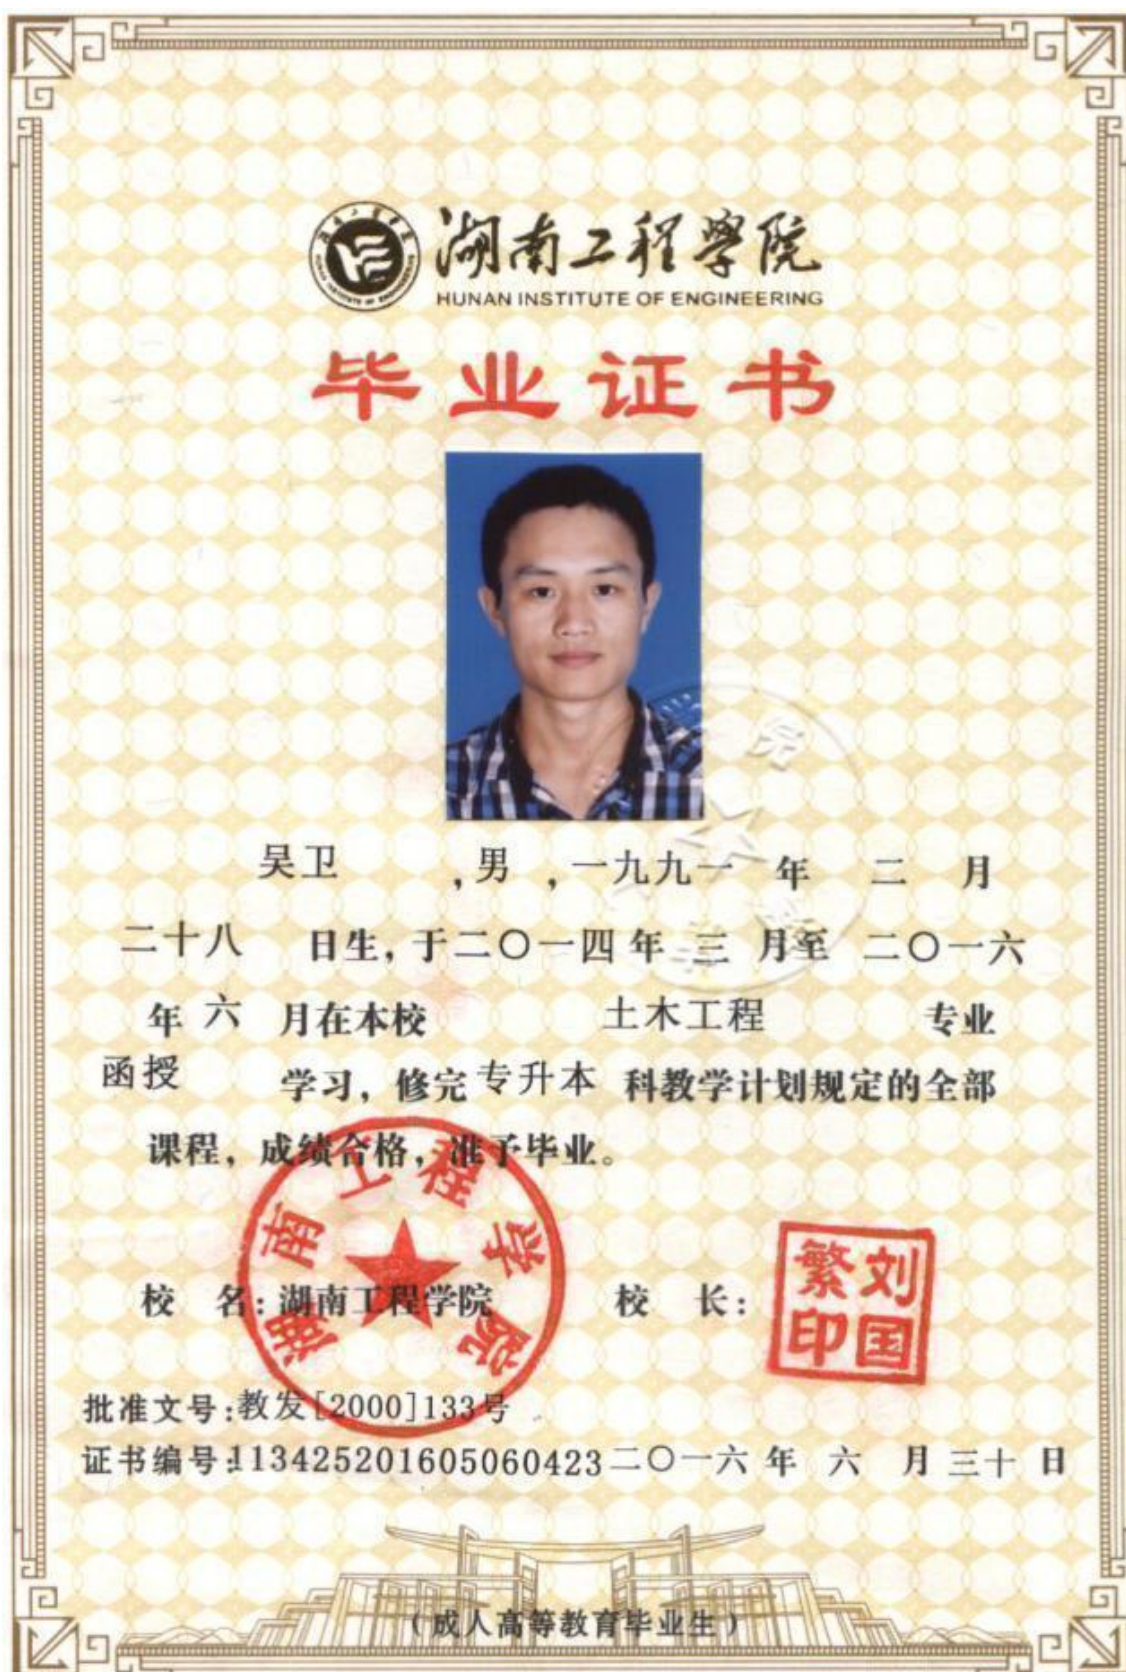 湖南工程學院
HUNAN INSTITUTE OF ENGINEERING
毕业证书
吴卫 ,男 ,一九九一 年 二 月
二十八 日生, 于二〇一四 年 三 月至 二〇一六
年 六 月在本校 土木工程 专业
函授 学习, 修完 专升本 科教学计划规定的全部
课程, 成绩合格, 准予毕业。
湖南工程学院
校 名: 湖南工程学院 校 长:
刘国繁印
批准文号:教发[2000]133号
证书编号:113425201605060423 二〇一六 年 六 月 三十 日
(成人高等教育毕业生)